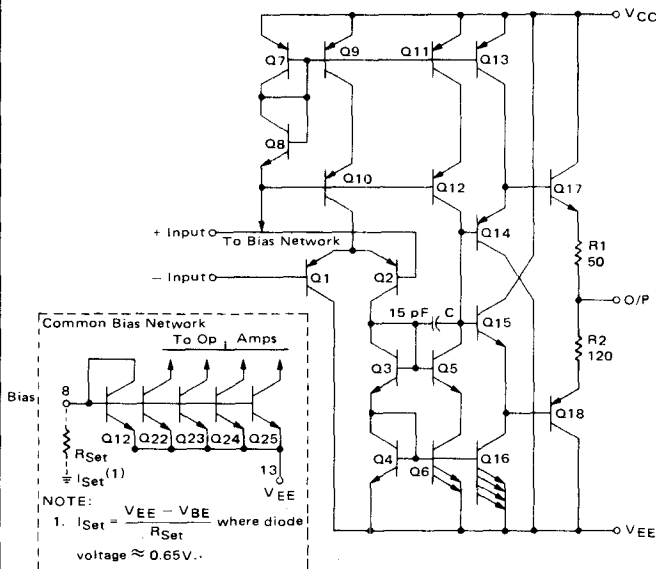 V CC
Q7
Q9
Q11
Q13
Q8
Q10
Q12
Q17
+ Input
To Bias Network
Q14
R1
50
− Input
Q1
Q2
O/P
15 pF
C
Q15
R2
120
Common Bias Network
To Op Amps
Q3
Q5
Bias
8
Q18
Q12
Q22
Q23
Q24
Q25
Q4
Q6
Q16
RSet
ISet(1)
13
VEE
VEE
NOTE:
1. ISet = VEE − VBE / RSet where diode
voltage ≈ 0.65V.